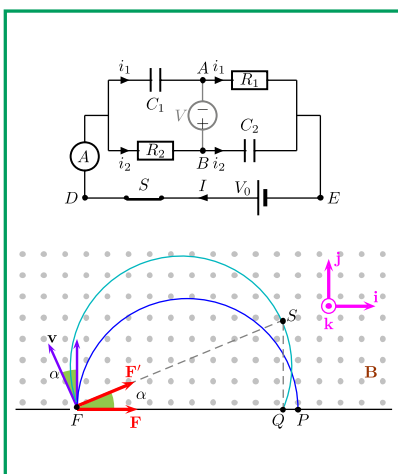 i₁ A i₁
C₁ R₁
V − +
A R₂ B C₂
i₂ i₂
D S I V₀ E
j
i
k
S
v
α F′ α B
F F Q P